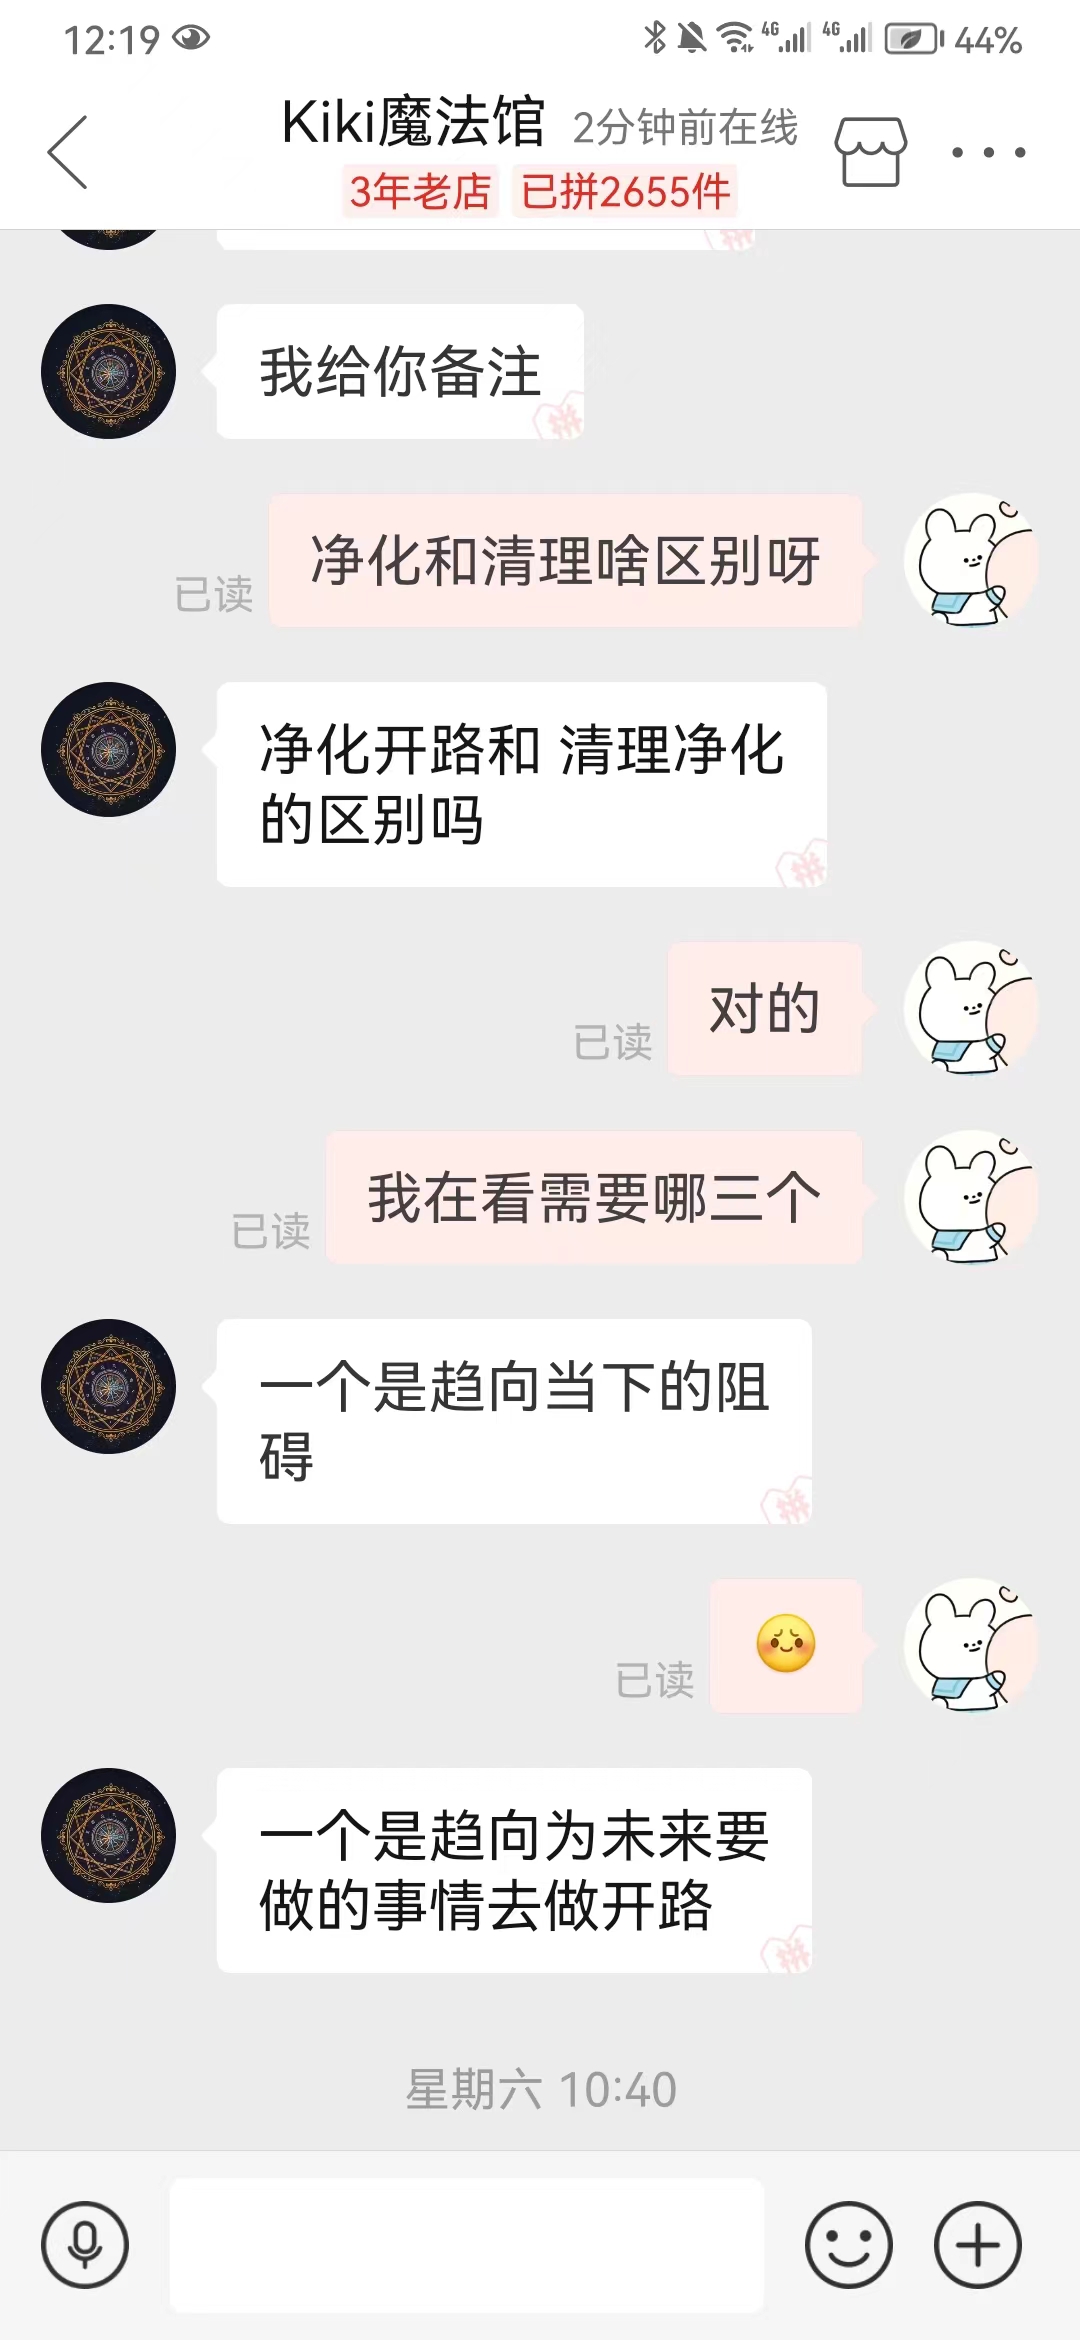 12:19
4G
4G
44%
Kiki魔法馆 2分钟前在线
3年老店 已拼2655件
我给你备注
净化和清理啥区别呀
已读
净化开路和 清理净化
的区别吗
对的
已读
我在看需要哪三个
已读
一个是趋向当下的阻
碍
已读
一个是趋向为未来要
做的事情去做开路
星期六 10:40